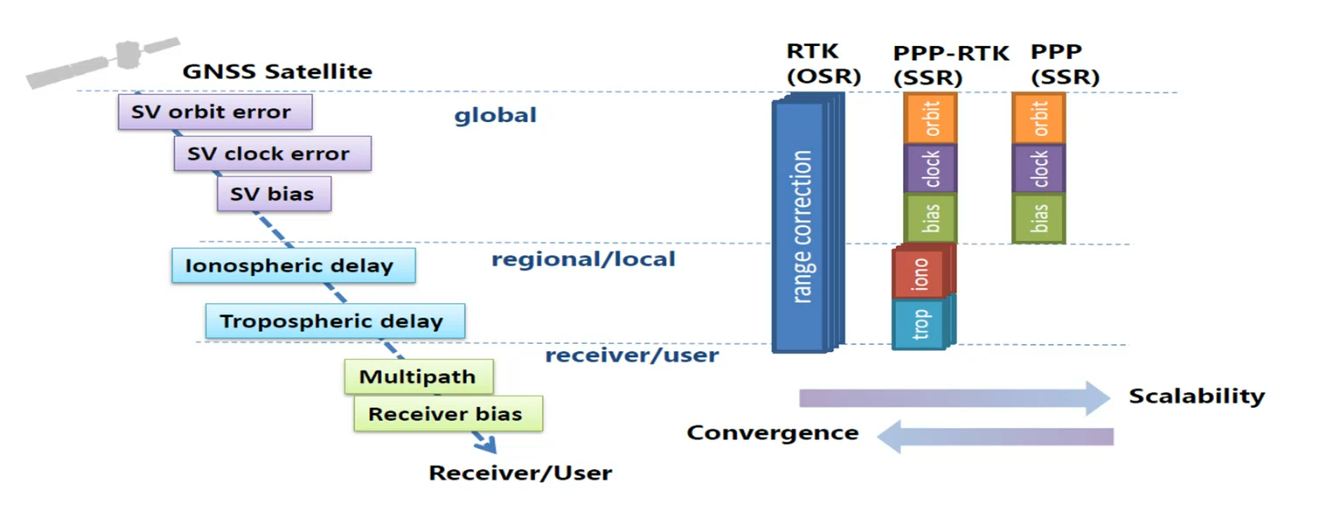 GNSS Satellite
SV orbit error
SV clock error
SV bias
Ionospheric delay
Tropospheric delay
Multipath
Receiver bias
Receiver/User
global
regional/local
receiver/user
RTK
(OSR)
range correction
PPP-RTK
(SSR)
orbit
clock
bias
iono
trop
PPP
(SSR)
orbit
clock
bias
Scalability
Convergence